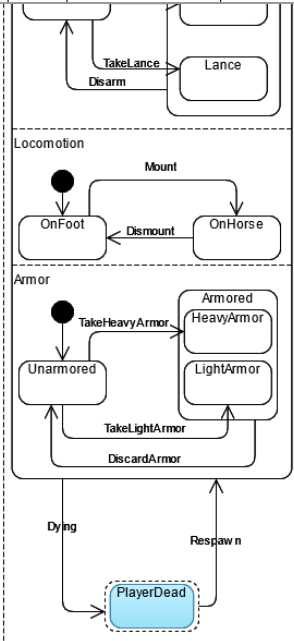 TakeLance
Lance
Disarm
Locomotion
Mount
OnFoot
OnHorse
Dismount
Armor
Armored
HeavyArmor
TakeHeavyArmor
Unarmored
LightArmor
TakeLightArmor
DiscardArmor
Dying
Respawn
PlayerDead